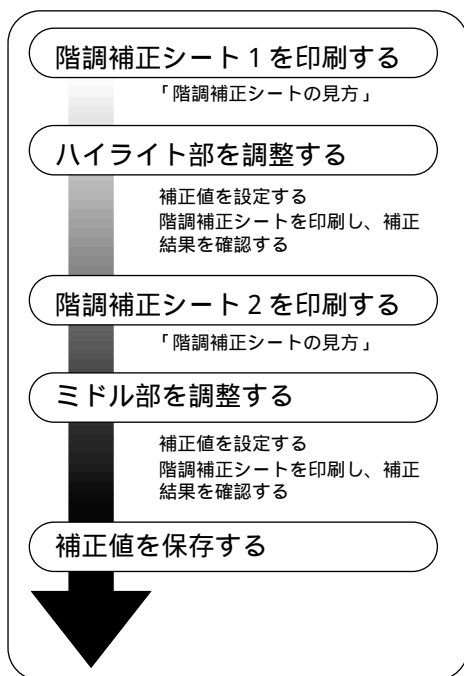 階調補正シート1を印刷する
「階調補正シートの見方」
ハイライト部を調整する
補正値を設定する
階調補正シートを印刷し、補正
結果を確認する
階調補正シート2を印刷する
「階調補正シートの見方」
ミドル部を調整する
補正値を設定する
階調補正シートを印刷し、補正
結果を確認する
補正値を保存する